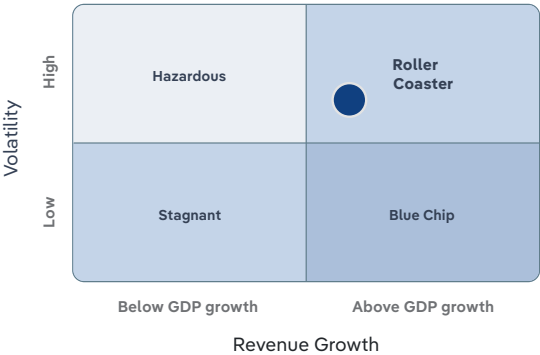 Volatility
High
Low
Hazardous
Roller
Coaster
Stagnant
Blue Chip
Below GDP growth
Above GDP growth
Revenue Growth